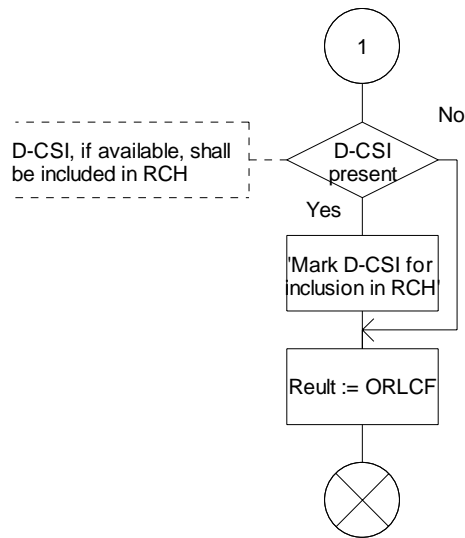 1
No
D-CSI, if available, shall
be included in RCH
D-CSI
present
Yes
'Mark D-CSI for
inclusion in RCH'
Reult := ORLCF